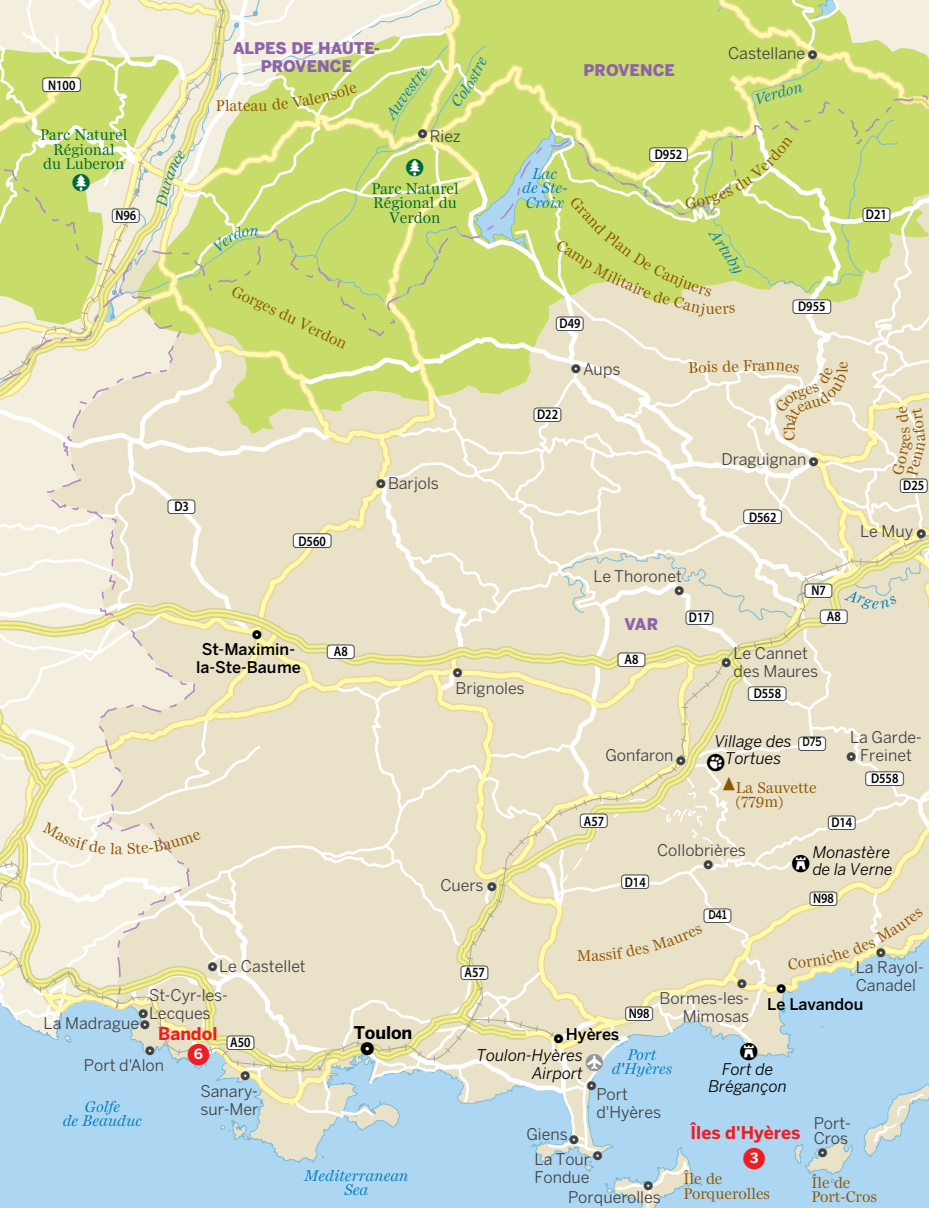 ALPES DE HAUTE-
PROVENCE
PROVENCE
Castellane
N100
Plateau de Valensole
Auvestre
Colostre
Verdon
Parc Naturel
Régional
du Luberon
Riez
D952
Durance
Parc Naturel
Régional du
Verdon
Lac
de Ste-
Croix
Gorges du Verdon
N96
D21
Verdon
Grand Plan De Canjuers
Artuby
Camp Militaire de Canjuers
Gorges du Verdon
D955
D49
Aups
Bois de Frannes
Gorges de
Châteaudouble
D22
Gorges de
Pennafort
Draguignan
Barjols
D25
D3
D562
D560
Le Muy
Le Thoronet
N7
Argens
D17
A8
VAR
St-Maximin-
la-Ste-Baume
A8
A8
Le Cannet
des Maures
Brignoles
D558
Village des
Tortues
D75
La Garde-
Freinet
Gonfaron
D558
La Sauvette
(779m)
A57
D14
Massif de la Ste-Baume
Collobrières
Monastère
de la Verne
Cuers
D14
N98
D41
Massif des Maures
Corniche des Maures
Le Castellet
A57
La Rayol-
Canadel
St-Cyr-les-
Lecques
Bormes-les-
Mimosas
Le Lavandou
La Madrague
Bandol
6
N98
Toulon
Hyères
A50
Toulon-Hyères
Airport
Port
d'Hyères
Port d'Alon
Fort de
Brégançon
Sanary-
sur-Mer
Port
d'Hyères
Golfe
de Beauduc
Giens
Îles d'Hyères
3
Port-
Cros
La Tour
Fondue
Mediterranean
Sea
Porquerolles
Île de
Porquerolles
Île de
Port-Cros